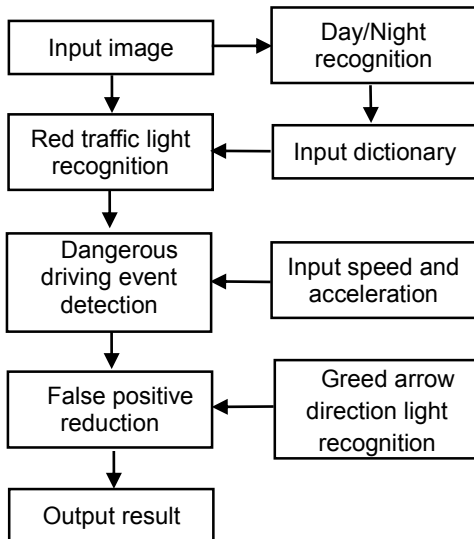 Input image
Day/Night
recognition
Red traffic light
recognition
Input dictionary
Dangerous
driving event
detection
Input speed and
acceleration
False positive
reduction
Greed arrow
direction light
recognition
Output result